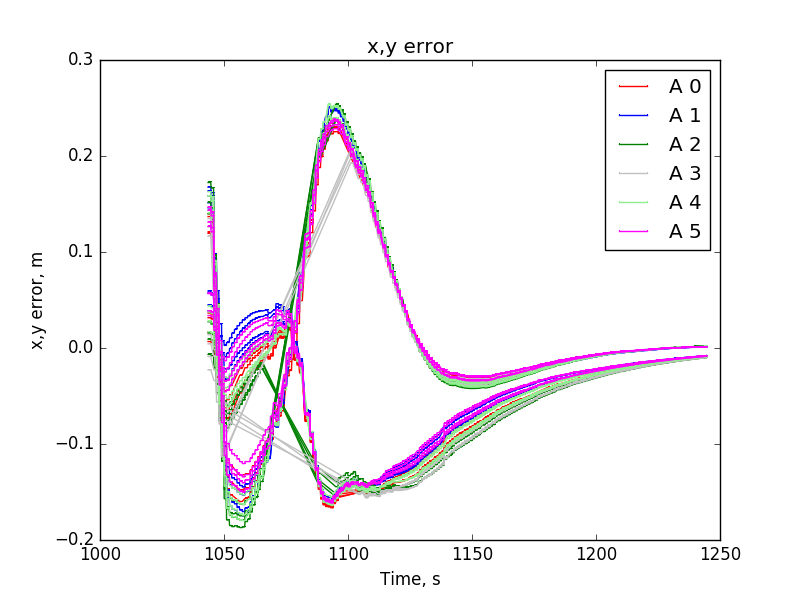 x,y error
0.3
0.2
0.1
0.0
−0.1
−0.2
x,y error, m
1000
1050
1100
1150
1200
1250
Time, s
A 0
A 1
A 2
A 3
A 4
A 5